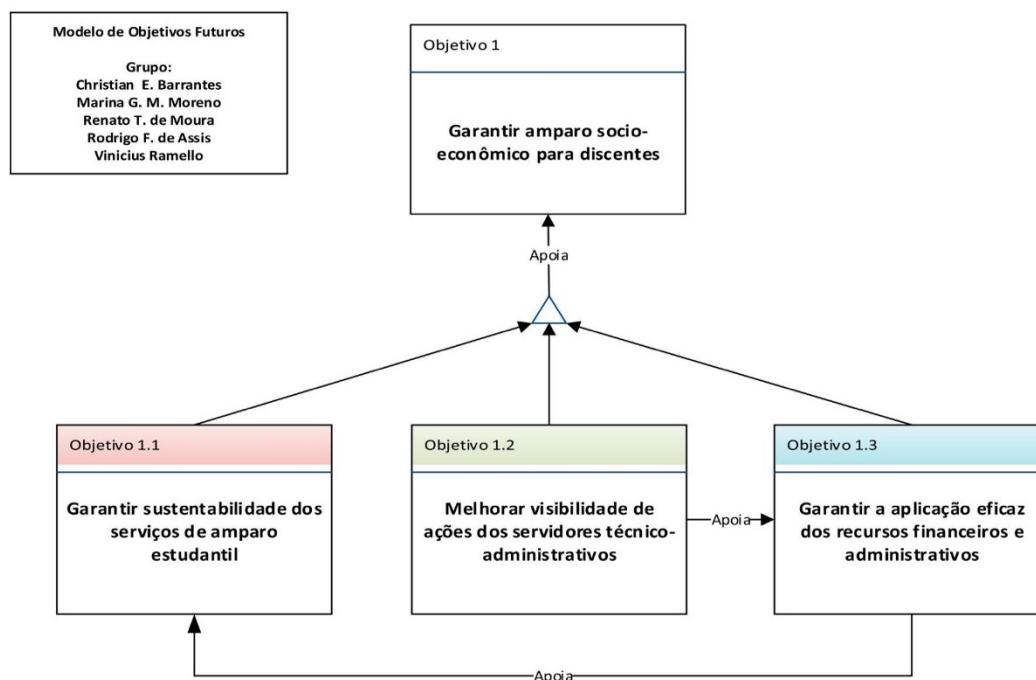 Modelo de Objetivos Futuros
Grupo:
Christian E. Barrantes
Marina G. M. Moreno
Renato T. de Moura
Rodrigo F. de Assis
Vinicius Ramello
Objetivo 1
Garantir amparo socio-
econômico para discentes
Apoia
Objetivo 1.1
Garantir sustentabilidade dos
serviços de amparo
estudantil
Objetivo 1.2
Melhorar visibilidade de
ações dos servidores técnico-
administrativos
Apoia
Objetivo 1.3
Garantir a aplicação eficaz
dos recursos financeiros e
administrativos
Apoia